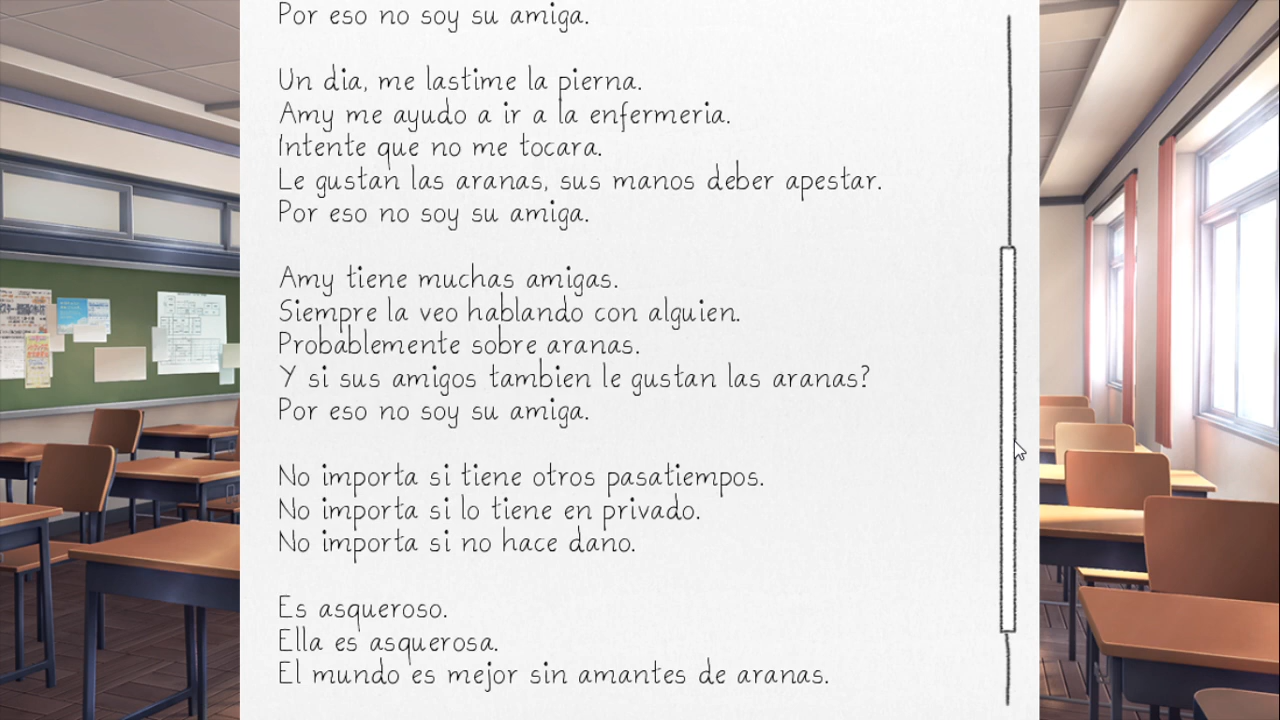 Por eso no soy su amiga.
Un dia, me lastime la pierna.
Amy me ayudo a ir a la enfermeria.
Intente que no me tocara.
Le gustan las aranas, sus manos deber apestar.
Por eso no soy su amiga.
Amy tiene muchas amigas.
Siempre la veo hablando con alguien.
Probablemente sobre aranas.
Y si sus amigos tambien le gustan las aranas?
Por eso no soy su amiga.
No importa si tiene otros pasatiempos.
No importa si lo tiene en privado.
No importa si no hace dano.
Es asqueroso.
Ella es asquerosa.
El mundo es mejor sin amantes de aranas.